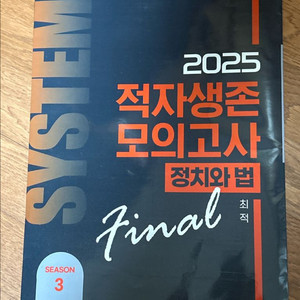 SYSTEM
2025
적자생존
모의고사
정치와 법
Final
최적
SEASON
3